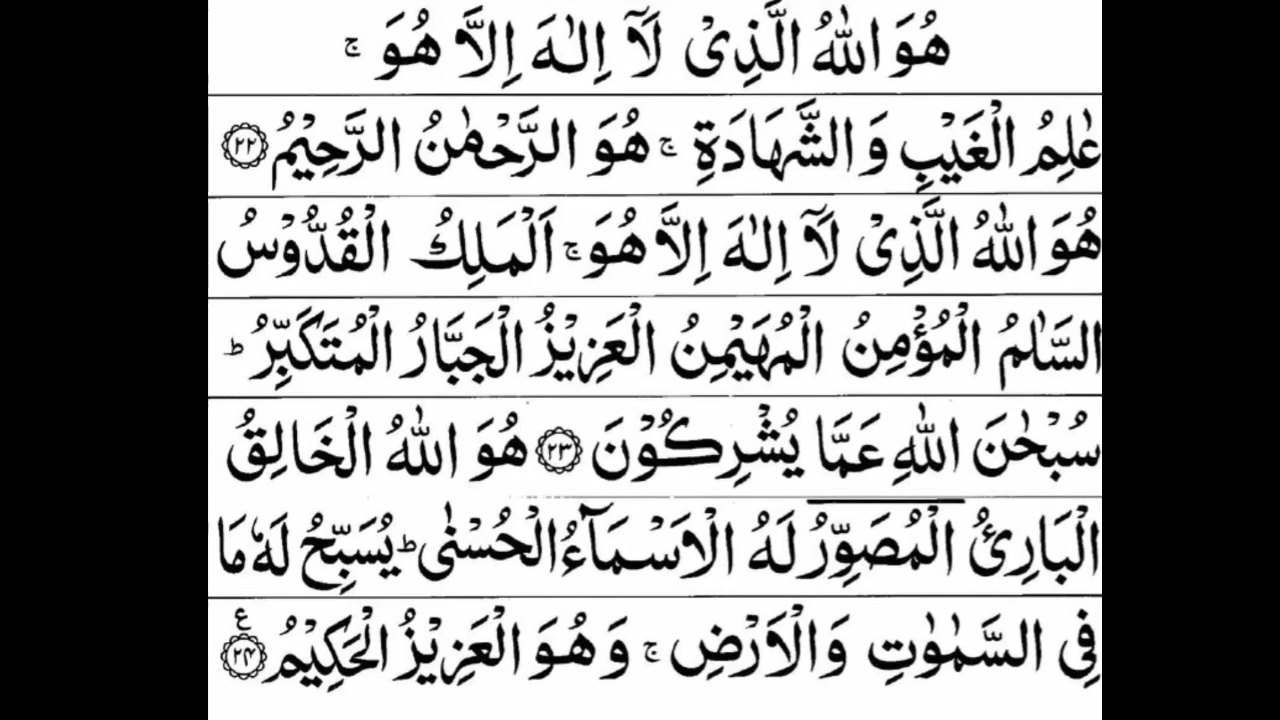 هُوَ اللّٰهُ الَّذِیْ لَاۤ اِلٰهَ اِلَّا هُوَ ۚ
عٰلِمُ الْغَیْبِ وَ الشَّهَادَةِ ۚ هُوَ الرَّحْمٰنُ الرَّحِیْمُ ﴿۲۲﴾
هُوَ اللّٰهُ الَّذِیْ لَاۤ اِلٰهَ اِلَّا هُوَ ۚ اَلْمَلِكُ الْقُدُّوْسُ
السَّلٰمُ الْمُؤْمِنُ الْمُهَیْمِنُ الْعَزِیْزُ الْجَبَّارُ الْمُتَكَبِّرُ ؕ
سُبْحٰنَ اللّٰهِ عَمَّا یُشْرِكُوْنَ ﴿۲۳﴾ هُوَ اللّٰهُ الْخَالِقُ
الْبَارِئُ الْمُصَوِّرُ لَهُ الْاَسْمَآءُ الْحُسْنٰی ؕ یُسَبِّحُ لَهٗ مَا
فِی السَّمٰوٰتِ وَ الْاَرْضِ ۚ وَ هُوَ الْعَزِیْزُ الْحَكِیْمُ ﴿۲۴﴾ ع